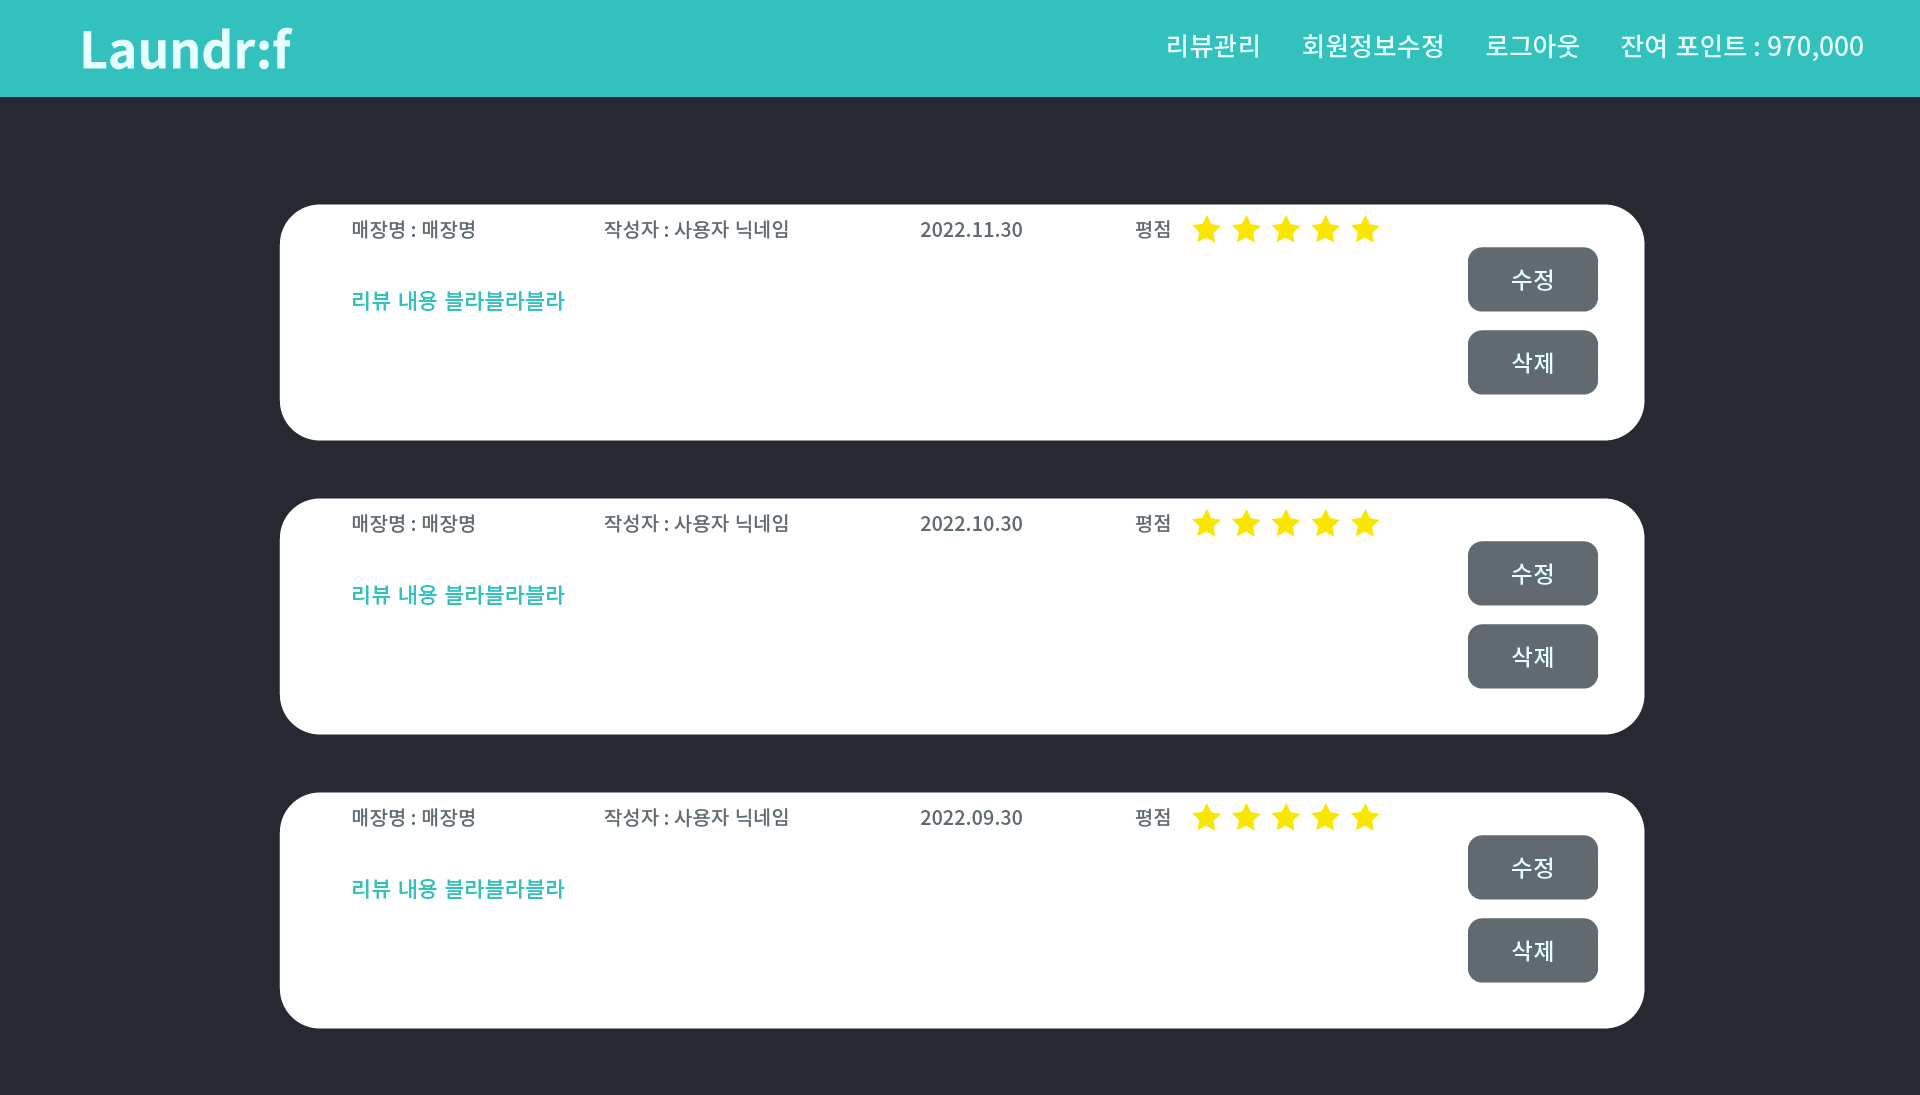 Laundr:f 리뷰관리 회원정보수정 로그아웃 잔여 포인트 : 970,000
매장명 : 매장명 작성자 : 사용자 닉네임 2022.11.30 평점
수정
리뷰 내용 블라블라블라
삭제
매장명 : 매장명 작성자 : 사용자 닉네임 2022.10.30 평점
수정
리뷰 내용 블라블라블라
삭제
매장명 : 매장명 작성자 : 사용자 닉네임 2022.09.30 평점
수정
리뷰 내용 블라블라블라
삭제